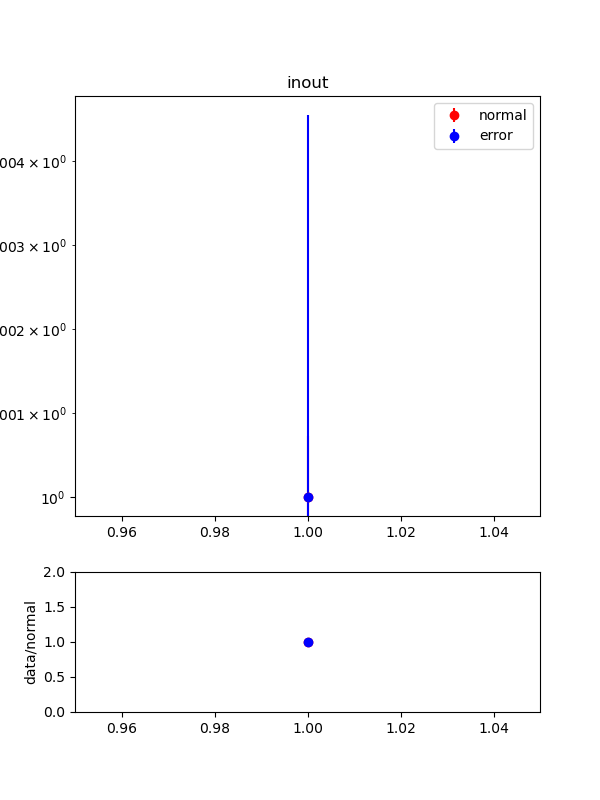 inout
normal
error
004 × 10⁰
003 × 10⁰
002 × 10⁰
001 × 10⁰
10⁰
0.96 0.98 1.00 1.02 1.04
data/normal
2.0
1.5
1.0
0.5
0.0
0.96 0.98 1.00 1.02 1.04